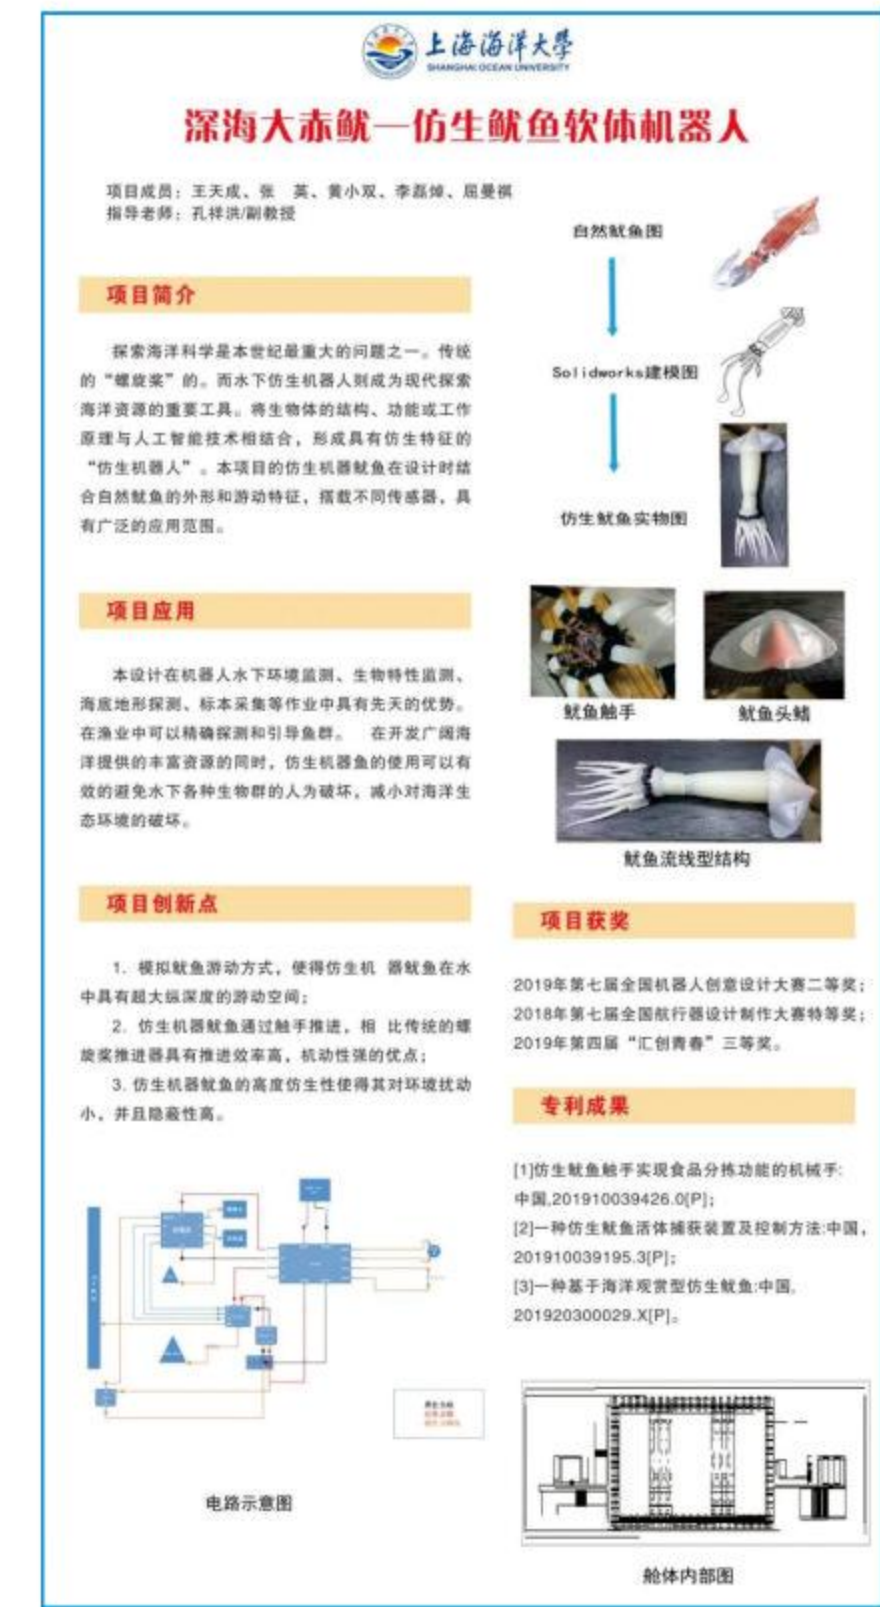 上海海洋大學
SHANGHAI OCEAN UNIVERSITY
深海大赤鱿—仿生鱿鱼软体机器人
项目成员：王天成、张　英、黄小双、李磊焯、屈曼祺
指导老师：孔祥洪/副教授
项目简介
探索海洋科学是本世纪最重大的问题之一。传统
的“螺旋桨”的。而水下仿生机器人则成为现代探索
海洋资源的重要工具。将生物体的结构、功能或工作
原理与人工智能技术相结合，形成具有仿生特征的
“仿生机器人”。本项目的仿生机器鱿鱼在设计时结
合自然鱿鱼的外形和游动特征，搭载不同传感器，具
有广泛的应用范围。
项目应用
本设计在机器人水下环境监测、生物特性监测、
海底地形探测、标本采集等作业中具有先天的优势。
在渔业中可以精确探测和引导鱼群。　在开发广阔海
洋提供的丰富资源的同时，仿生机器鱼的使用可以有
效的避免水下各种生物群的人为破坏，减小对海洋生
态环境的破坏。
项目创新点
1. 模拟鱿鱼游动方式，使得仿生机 器鱿鱼在水
中具有超大纵深度的游动空间；
2. 仿生机器鱿鱼通过触手推进，相 比传统的螺
旋桨推进器具有推进效率高，机动性强的优点；
3. 仿生机器鱿鱼的高度仿生性使得其对环境扰动
小，并且隐蔽性高。
电路示意图
自然鱿鱼图
Solidworks建模图
仿生鱿鱼实物图
鱿鱼触手
鱿鱼头鳍
鱿鱼流线型结构
项目获奖
2019年第七届全国机器人创意设计大赛二等奖；
2018年第七届全国航行器设计制作大赛特等奖；
2019年第四届“汇创青春”三等奖。
专利成果
[1]仿生鱿鱼触手实现食品分拣功能的机械手:
中国,201910039426.0[P]；
[2]一种仿生鱿鱼活体捕获装置及控制方法:中国，
201910039195.3[P]；
[3]一种基于海洋观赏型仿生鱿鱼:中国，
201920300029.X[P]。
舱体内部图